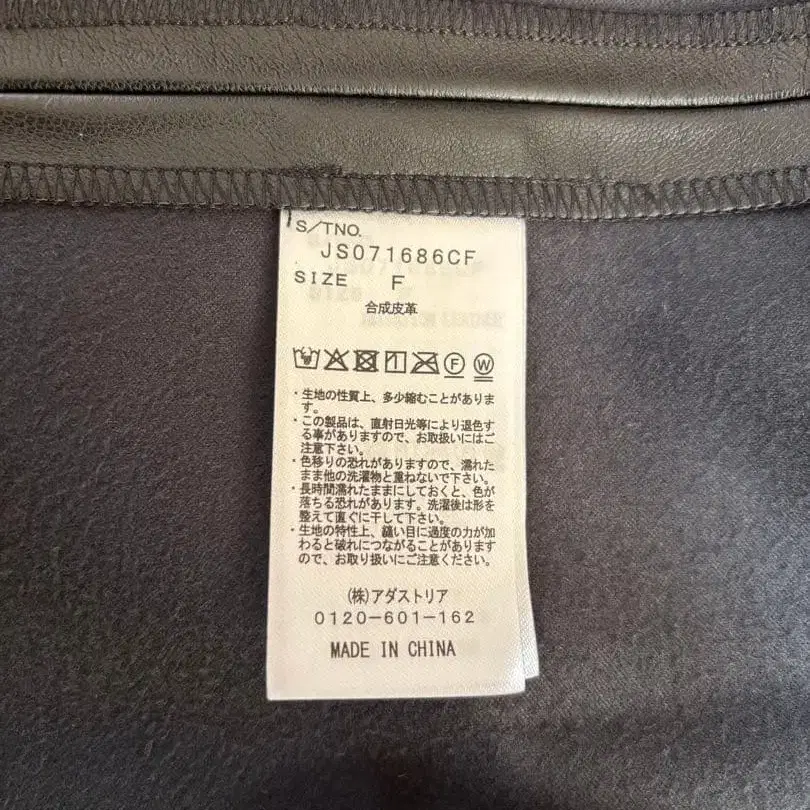 S/TNO.
JS071686CF
SIZE F
合成皮革
F W
・生地の性質上、多少縮むことがありま
す。
・この製品は、直射日光等により退色す
る事がありますので、お取扱いにはご
注意下さい。
・色移りの恐れがありますので、濡れた
まま他の洗濯物と重ねないで下さい。
・長時間濡れたままにしておくと、色が
落ちる恐れがあります。洗濯後は形を
整えて直ぐに干して下さい。
・生地の特性上、縫い目に過度の力が加
わると破れにつながることがあります
ので、お取り扱いにご注意ください。
(株)アダストリア
0120-601-162
MADE IN CHINA